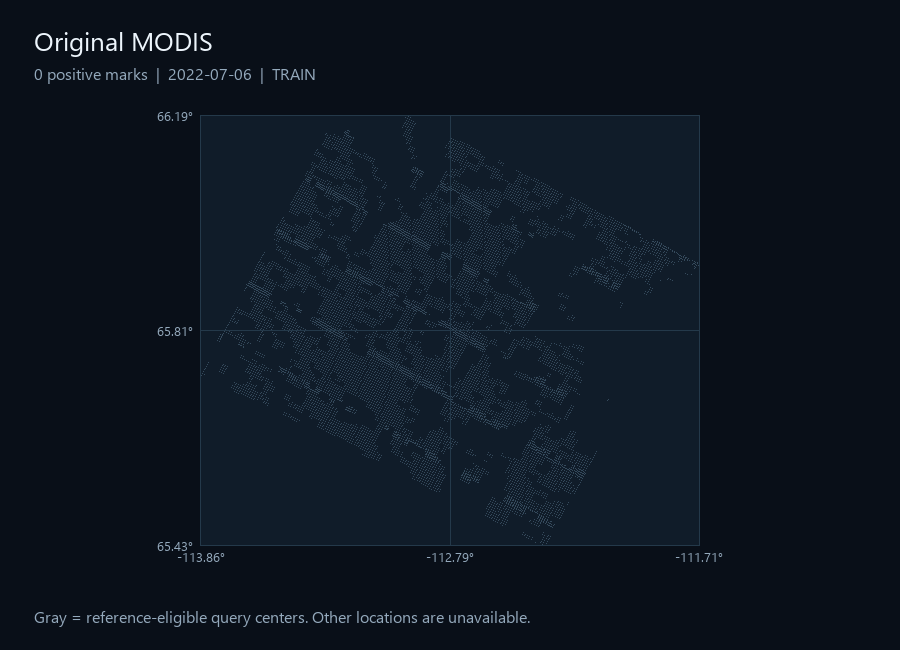 Original MODIS
0 positive marks | 2022-07-06 | TRAIN
66.19°
65.81°
65.43°
-113.86° -112.79° -111.71°
Gray = reference-eligible query centers. Other locations are unavailable.